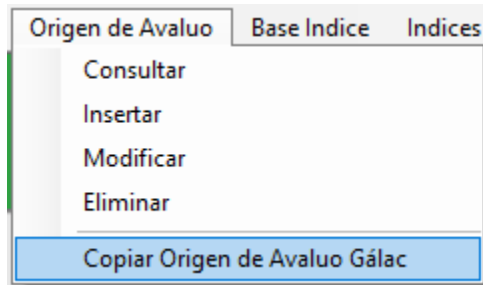 Origen de Avaluo Base Indice Indices
Consultar
Insertar
Modificar
Eliminar
Copiar Origen de Avaluo Gálac